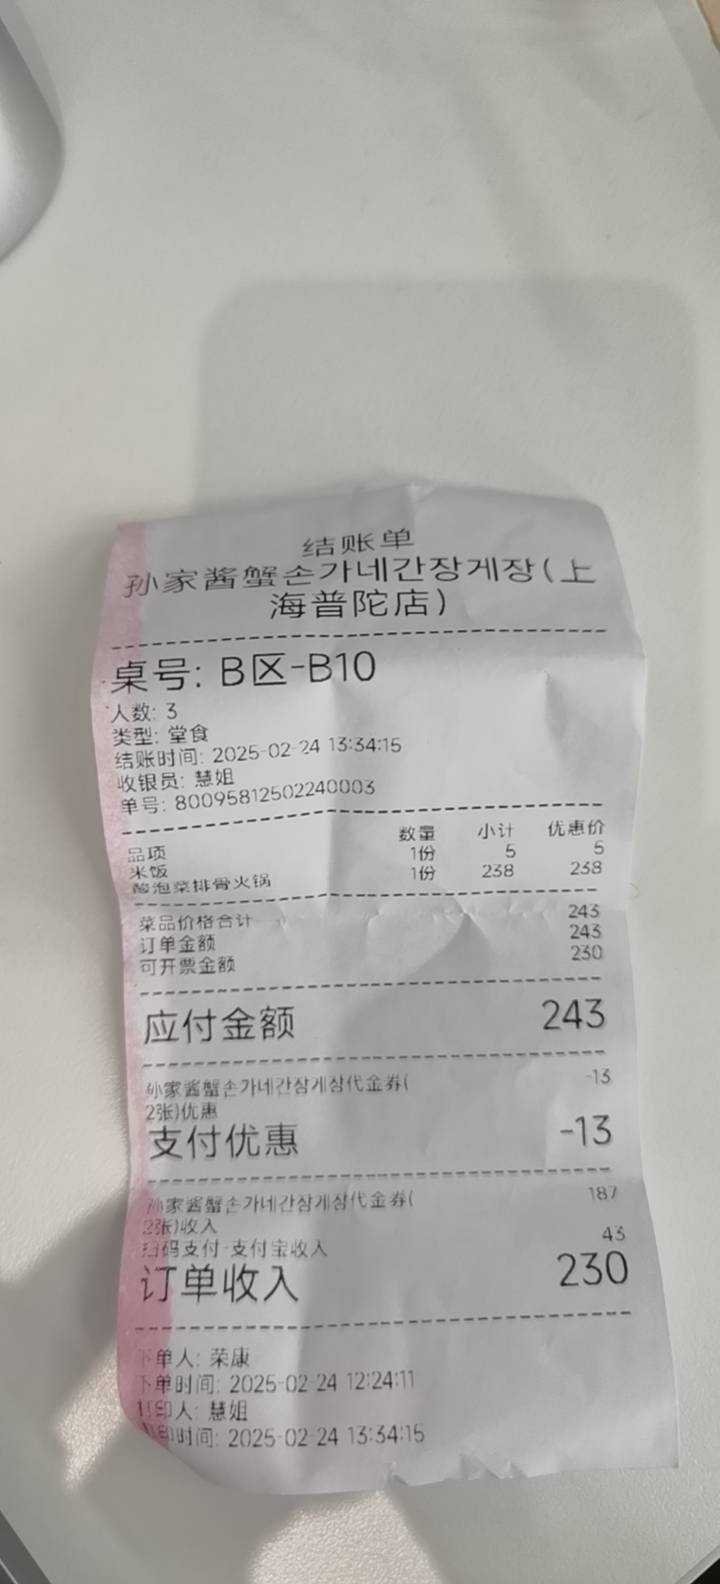 结账单
孙家酱蟹손가네간장게장(上
海普陀店)
桌号: B区-B10
人数: 3
类型: 堂食
结账时间: 2025-02-24 13:34:15
收银员: 慧姐
单号: 80095812502240003
品项 数量 小计 优惠价
米饭 1份 5 5
酸泡菜排骨火锅 1份 238 238
菜品价格合计 243
订单金额 243
可开票金额 230
应付金额 243
孙家酱蟹손가네간장게장代金券( -13
2张)优惠
支付优惠 -13
孙家酱蟹손가네간장게장代金券( 187
2张)收入
扫码支付-支付宝收入 43
订单收入 230
下单人: 荣康
下单时间: 2025-02-24 12:24:11
打印人: 慧姐
打印时间: 2025-02-24 13:34:15